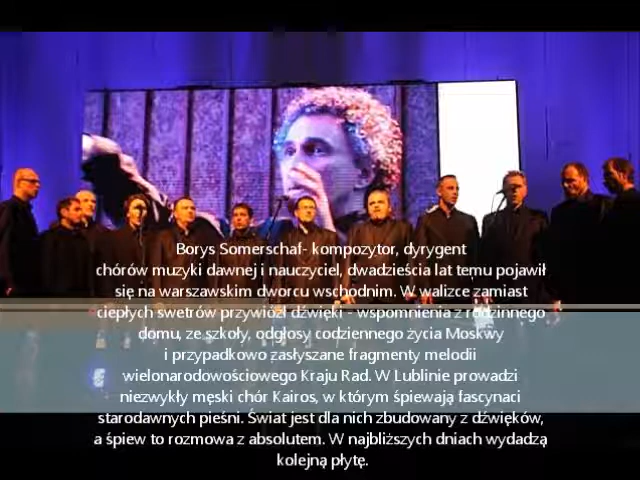 Borys Somerschaf- kompozytor, dyrygent
chórów muzyki dawnej i nauczyciel, dwadzieścia lat temu pojawił
się na warszawskim dworcu wschodnim. W walizce zamiast
ciepłych swetrów przywiózł dźwięki - wspomnienia z rodzinnego
domu, ze szkoły, odgłosy codziennego życia Moskwy
i przypadkowo zasłyszane fragmenty melodii
wielonarodowościowego Kraju Rad. W Lublinie prowadzi
niezwykły męski chór Kairos, w którym śpiewają fascynaci
starodawnych pieśni. Świat jest dla nich zbudowany z dźwięków,
a śpiew to rozmowa z absolutem. W najbliższych dniach wydadzą
kolejną płytę.